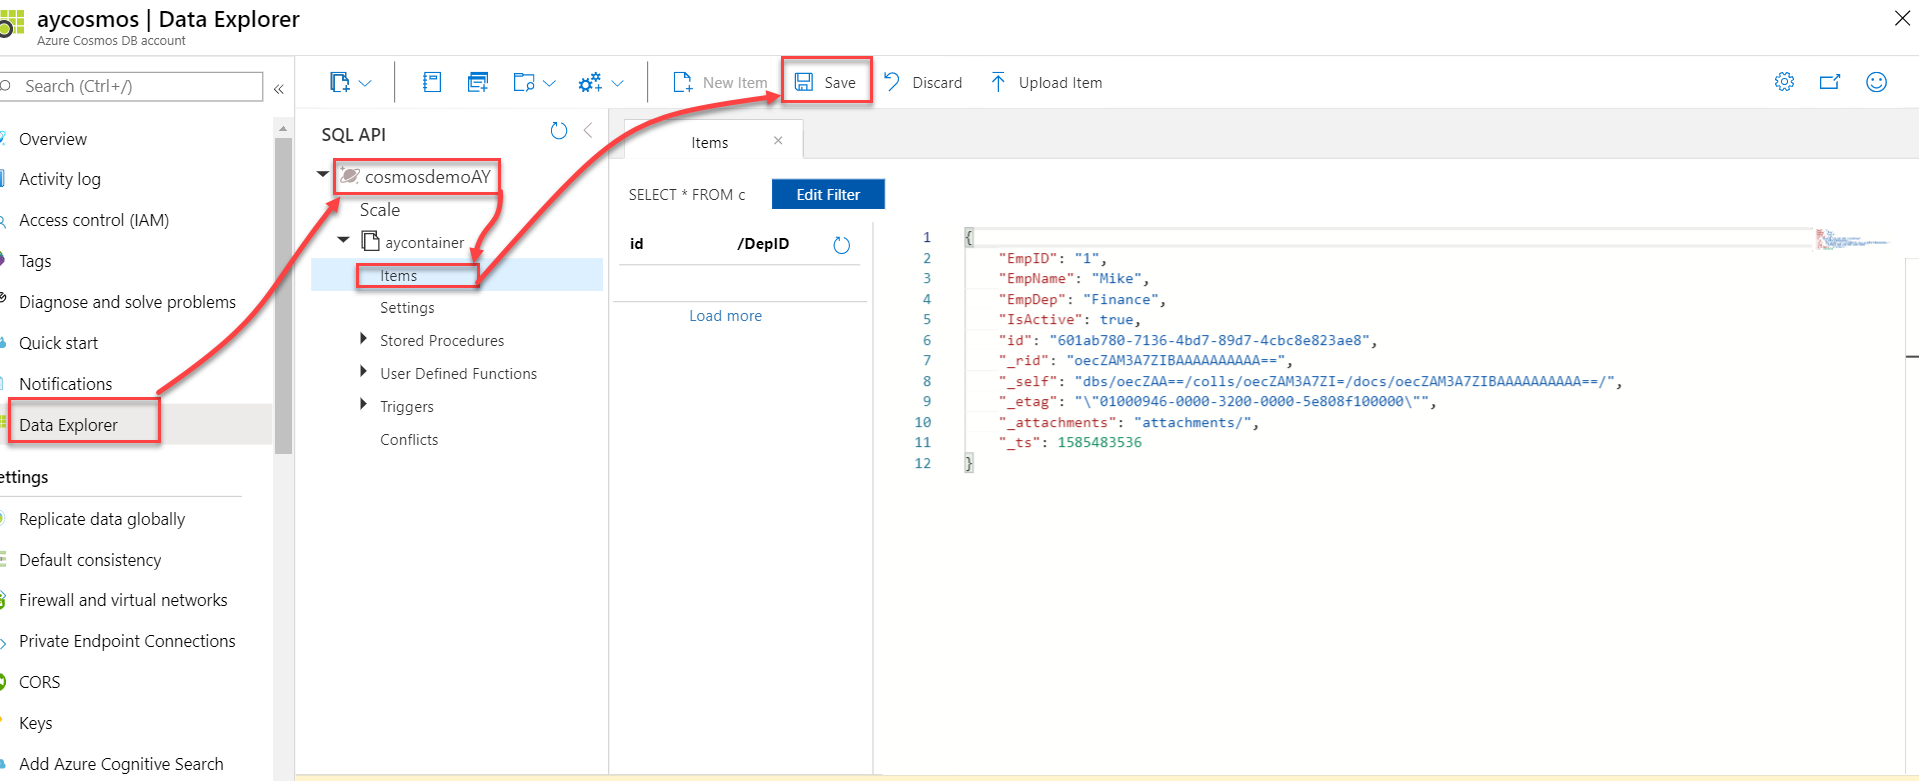 aycosmos | Data Explorer
Azure Cosmos DB account
Search (Ctrl+/)
«
Overview
Activity log
Access control (IAM)
Tags
Diagnose and solve problems
Quick start
Notifications
Data Explorer
ettings
Replicate data globally
Default consistency
Firewall and virtual networks
Private Endpoint Connections
CORS
Keys
Add Azure Cognitive Search
New Item
Save
Discard
Upload Item
SQL API
cosmosdemoAY
Scale
aycontainer
Items
Settings
Stored Procedures
User Defined Functions
Triggers
Conflicts
Items
SELECT * FROM c
Edit Filter
id /DepID
Load more
1 {
2 "EmpID": "1",
3 "EmpName": "Mike",
4 "EmpDep": "Finance",
5 "IsActive": true,
6 "id": "601ab780-7136-4bd7-89d7-4cbc8e823ae8",
7 "_rid": "oecZAM3A7ZIBAAAAAAAAAA==",
8 "_self": "dbs/oecZAA==/colls/oecZAM3A7ZI=/docs/oecZAM3A7ZIBAAAAAAAAAA==/",
9 "_etag": "\"01000946-0000-3200-0000-5e808f100000\"",
10 "_attachments": "attachments/",
11 "_ts": 1585483536
12 }